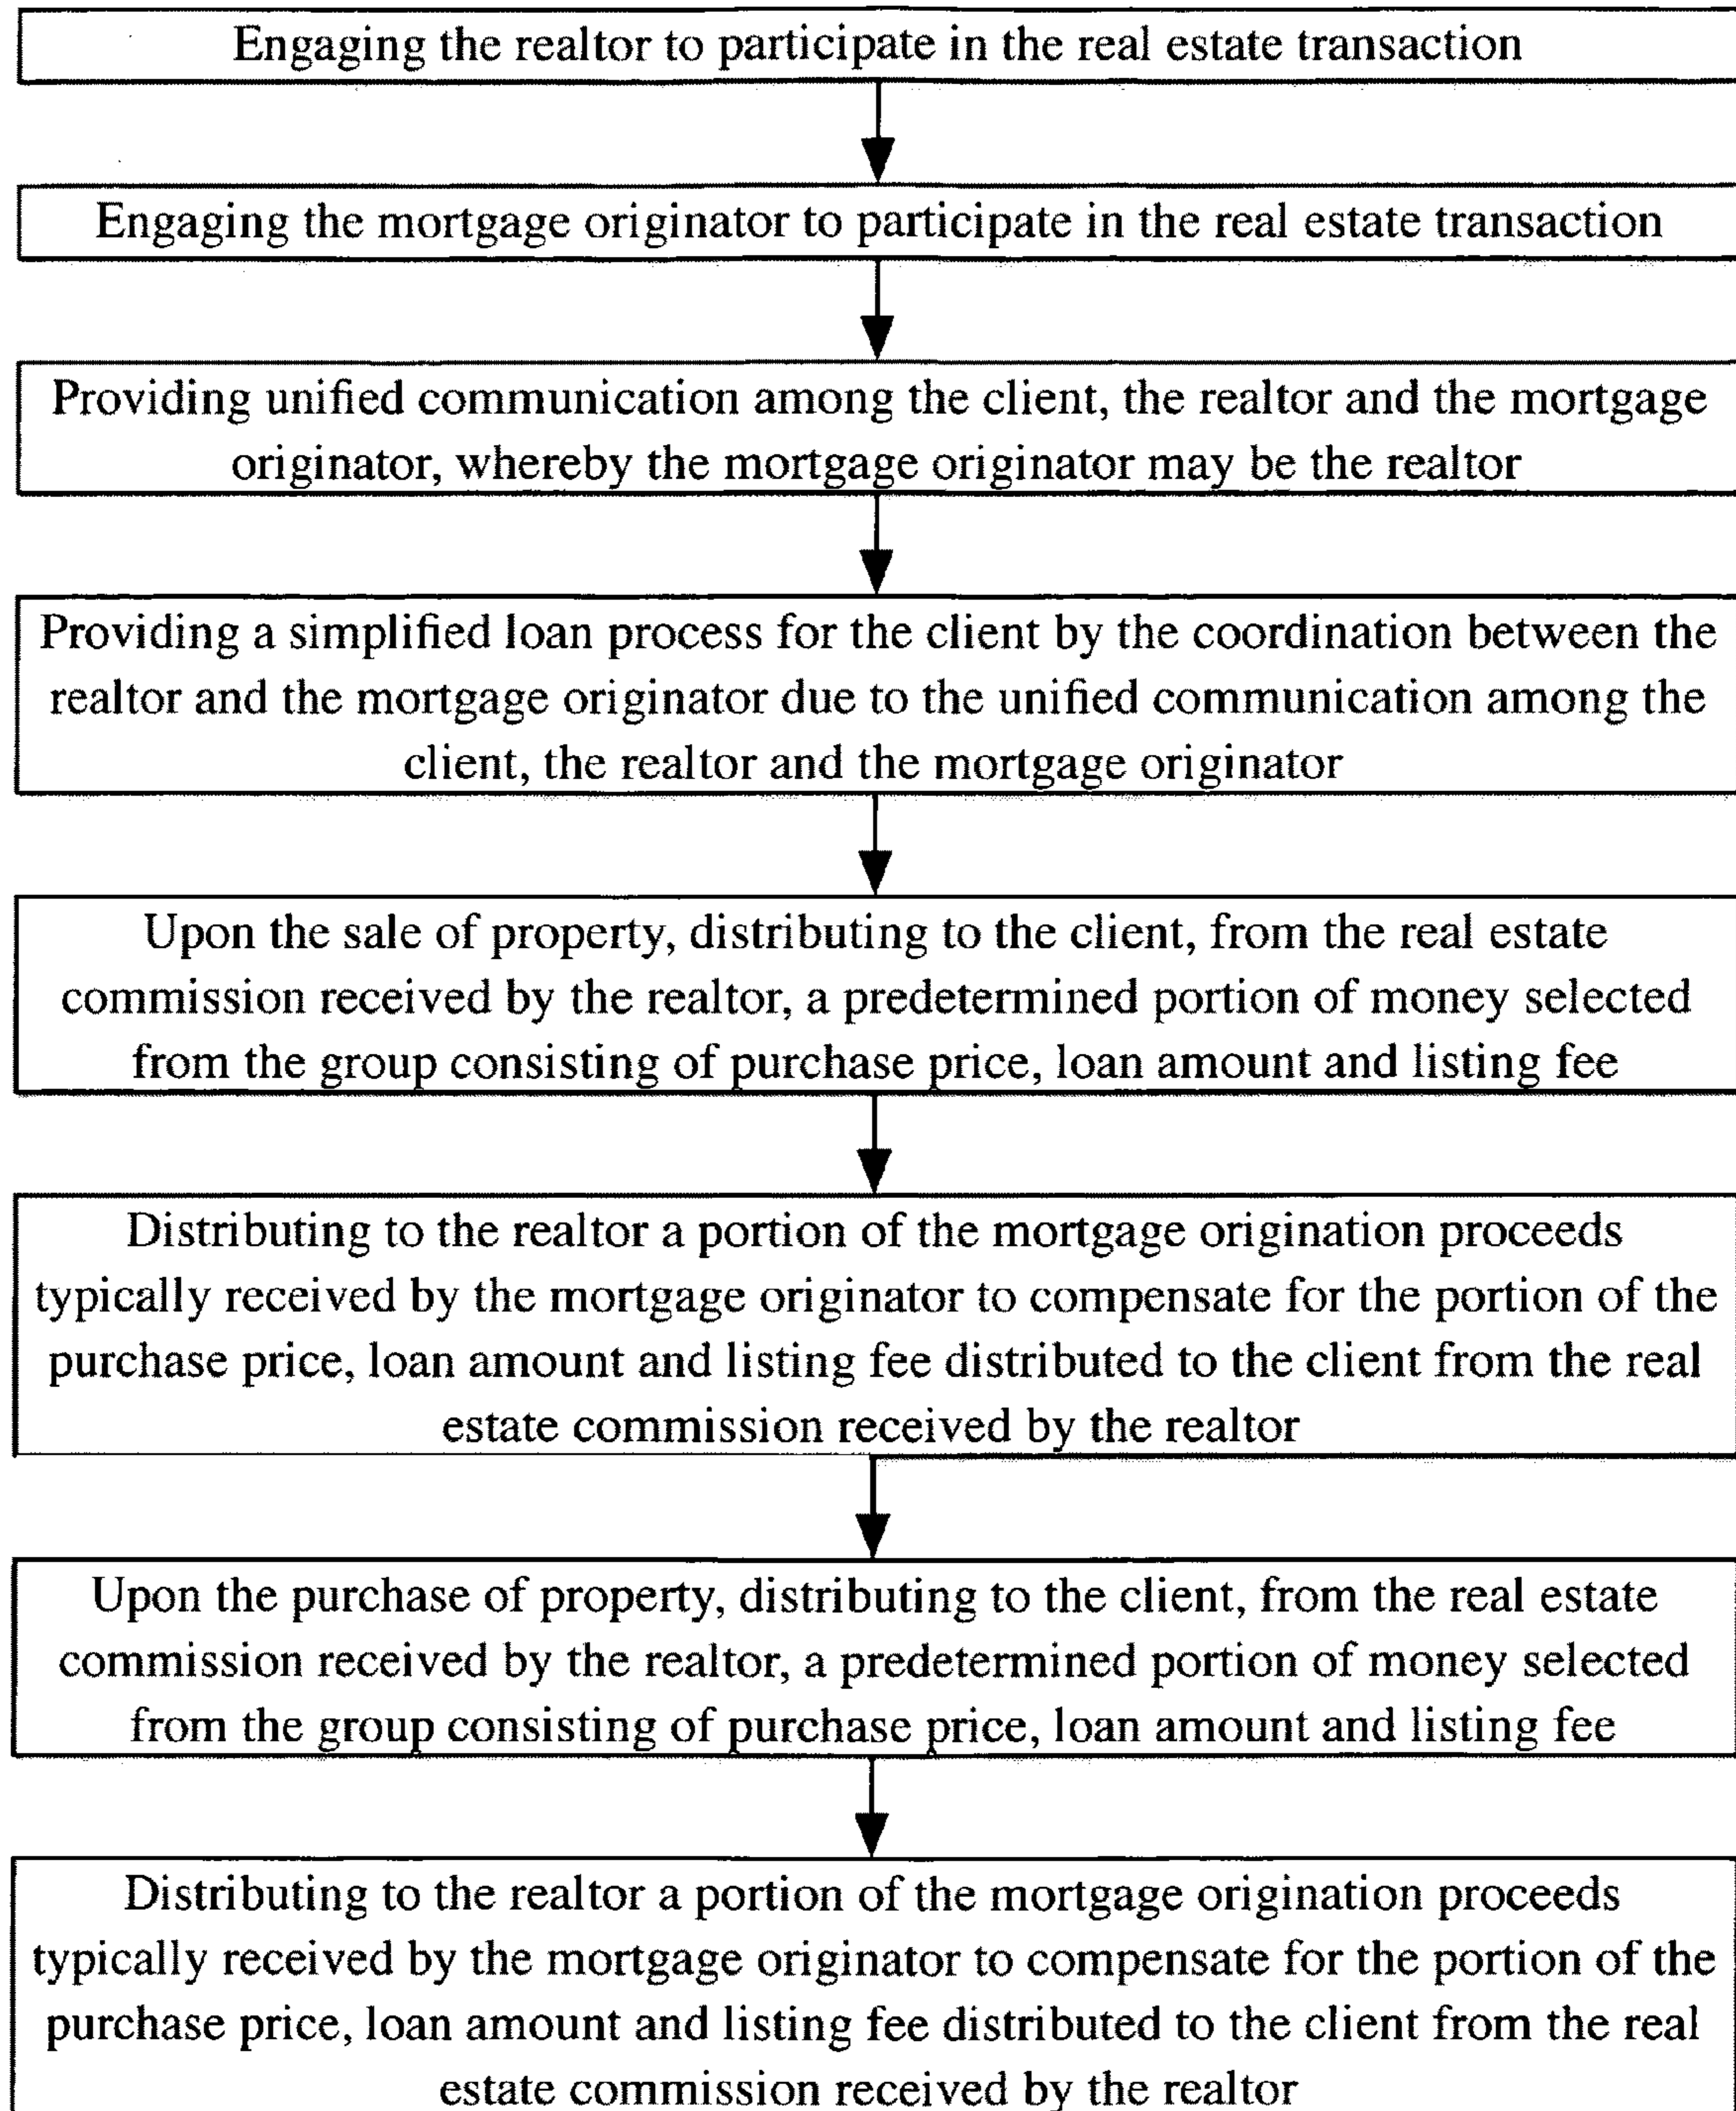 Engaging the realtor to participate in the real estate transaction
Engaging the mortgage originator to participate in the real estate transaction
Providing unified communication among the client, the realtor and the mortgage
originator, whereby the mortgage originator may be the realtor
Providing a simplified loan process for the client by the coordination between the
realtor and the mortgage originator due to the unified communication among the
client, the realtor and the mortgage originator
Upon the sale of property, distributing to the client, from the real estate
commission received by the realtor, a predetermined portion of money selected
from the group consisting of purchase price, loan amount and listing fee
Distributing to the realtor a portion of the mortgage origination proceeds
typically received by the mortgage originator to compensate for the portion of the
purchase price, loan amount and listing fee distributed to the client from the real
estate commission received by the realtor
Upon the purchase of property, distributing to the client, from the real estate
commission received by the realtor, a predetermined portion of money selected
from the group consisting of purchase price, loan amount and listing fee
Distributing to the realtor a portion of the mortgage origination proceeds
typically received by the mortgage originator to compensate for the portion of the
purchase price, loan amount and listing fee distributed to the client from the real
estate commission received by the realtor